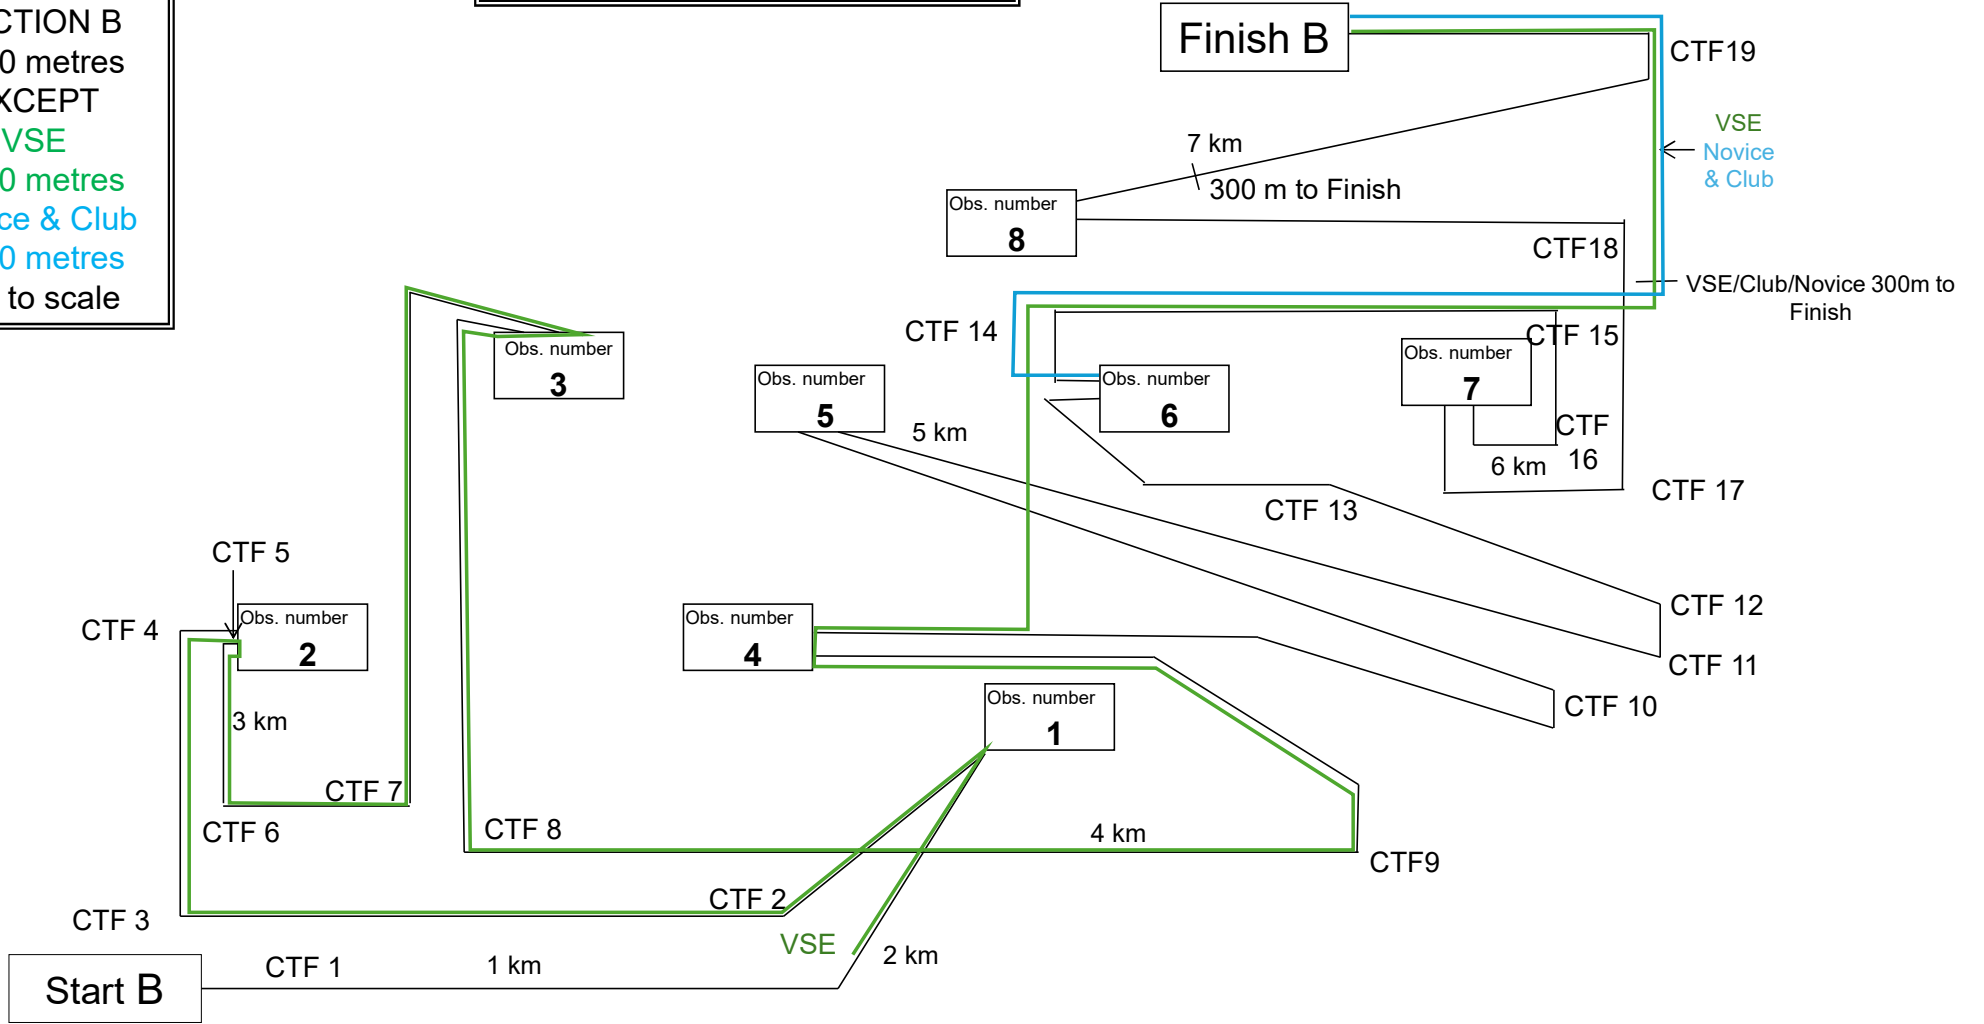 CTION B
0 metres
XCEPT
VSE
0 metres
ce & Club
0 metres
to scale
Finish B
CTF19
VSE
Novice
& Club
7 km
300 m to Finish
Obs. number
8
CTF18
VSE/Club/Novice 300m to
Finish
CTF 14
CTF 15
Obs. number
3
Obs. number
5
Obs. number
6
Obs. number
7
5 km
CTF
16
6 km
CTF 17
CTF 13
CTF 5
CTF 4
Obs. number
2
Obs. number
4
CTF 12
CTF 11
CTF 10
Obs. number
1
3 km
CTF 7
CTF 6
CTF 8
4 km
CTF9
CTF 2
CTF 3
VSE
2 km
CTF 1
1 km
Start B